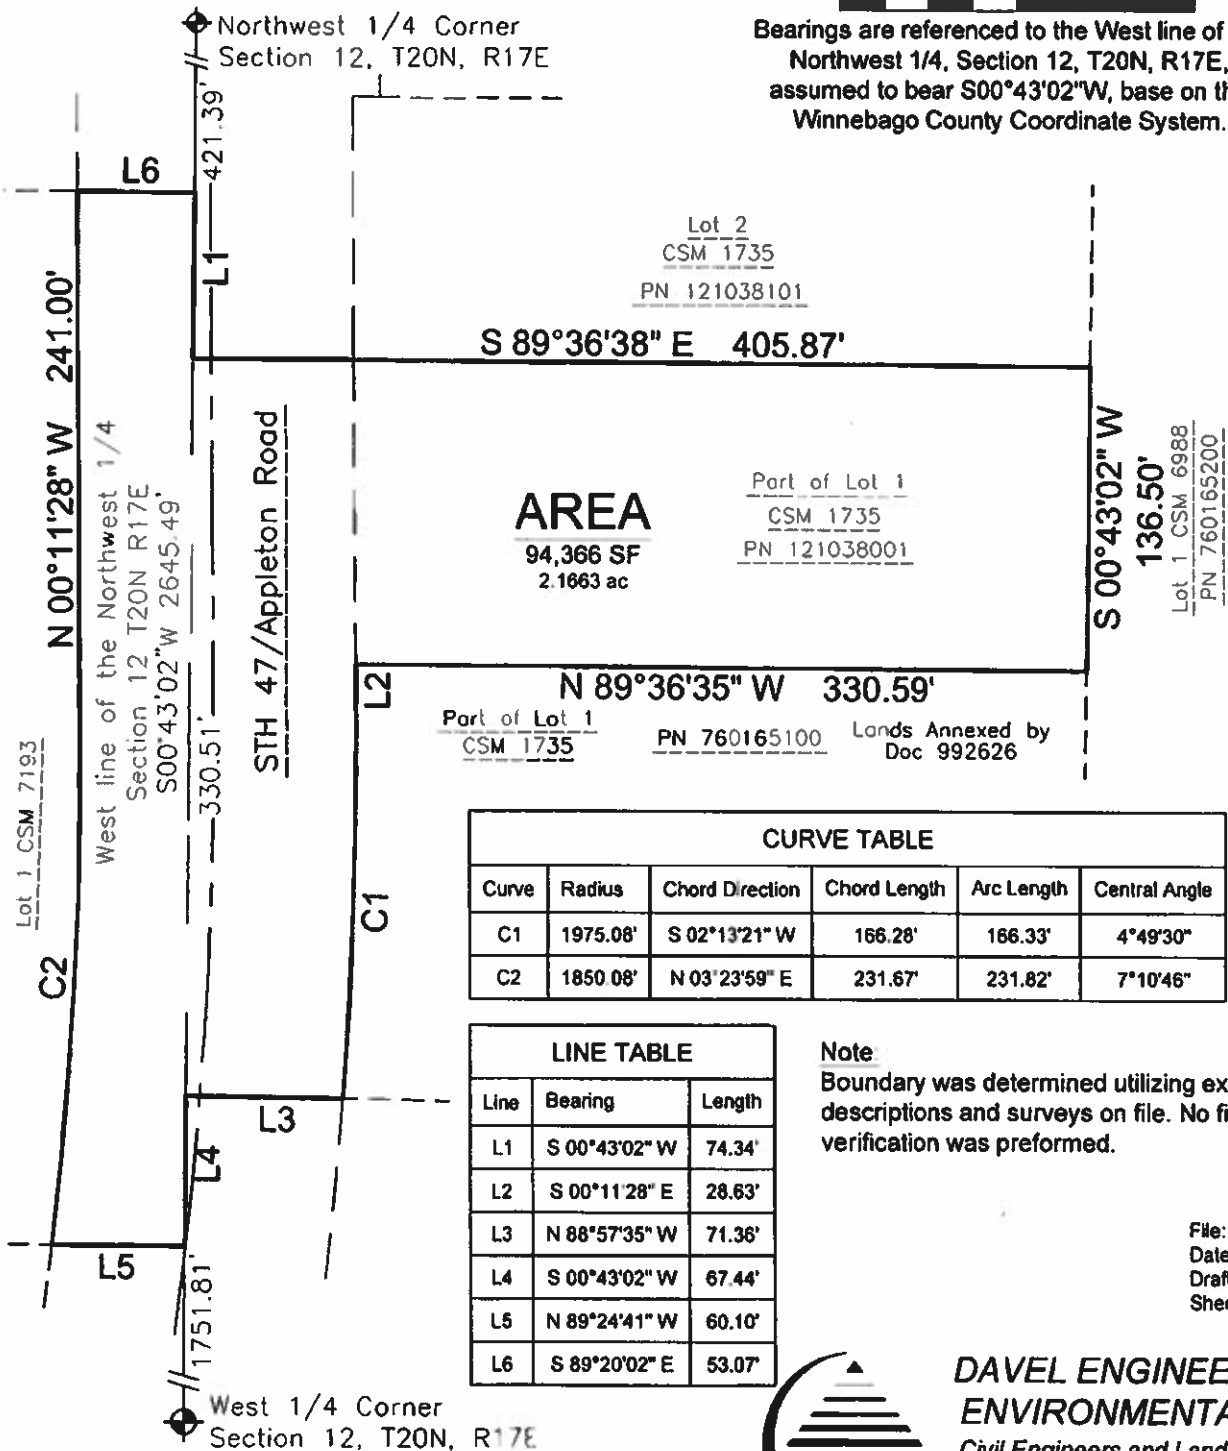 Northwest 1/4 Corner
Section 12, T20N, R17E
Bearings are referenced to the West line of
Northwest 1/4, Section 12, T20N, R17E,
assumed to bear S00°43'02"W, base on
Winnebago County Coordinate System.
421.39'
L6
L1
Lot 2
CSM 1735
PN 121038101
S 89°36'38" E 405.87'
N 00°11'28" W 241.00'
West line of the Northwest 1/4
Section 12 T20N R17E
S00°43'02"W 2645.49'
330.51'
STH 47/Appleton Road
AREA
94,366 SF
2.1663 ac
Part of Lot 1
CSM 1735
PN 121038001
S 00°43'02" W
136.50'
Lot 1 CSM 6988
PN 760165200
L2
N 89°36'35" W 330.59'
Part of Lot 1
CSM 1735
PN 760165100
Lands Annexed by
Doc 992626
Lot 1 CSM 7193
C1
C2
CURVE TABLE
Curve Radius Chord Direction Chord Length Arc Length Central Angle
C1 1975.08' S 02°13'21" W 166.28' 166.33' 4°49'30"
C2 1850.08' N 03°23'59" E 231.67' 231.82' 7°10'46"
LINE TABLE
Line Bearing Length
L1 S 00°43'02" W 74.34'
L2 S 00°11'28" E 28.63'
L3 N 88°57'35" W 71.36'
L4 S 00°43'02" W 67.44'
L5 N 89°24'41" W 60.10'
L6 S 89°20'02" E 53.07'
Note:
Boundary was determined utilizing
descriptions and surveys on file. No
verification was preformed.
L3
L4
L5
1751.81'
West 1/4 Corner
Section 12, T20N, R17E
File:
Date
DAVEL
Civil Engineers and